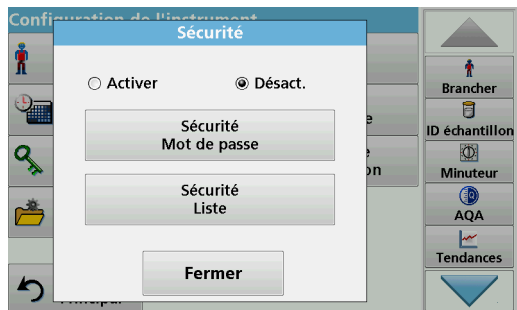 Configuration de l'instrument
Sécurité
Activer
Désact.
Sécurité
Mot de passe
Sécurité
Liste
Fermer
Principal
Brancher
ID échantillon
Minuteur
AQA
Tendances